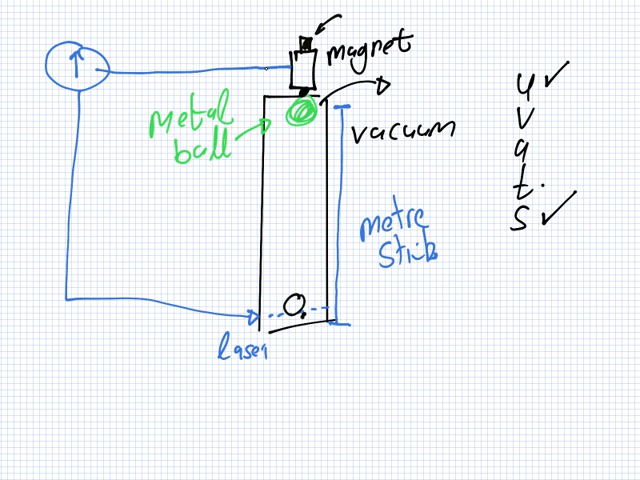 magnet
metal
ball
vacuum
metre
stick
laser
u ✓
v
a
t.
s ✓